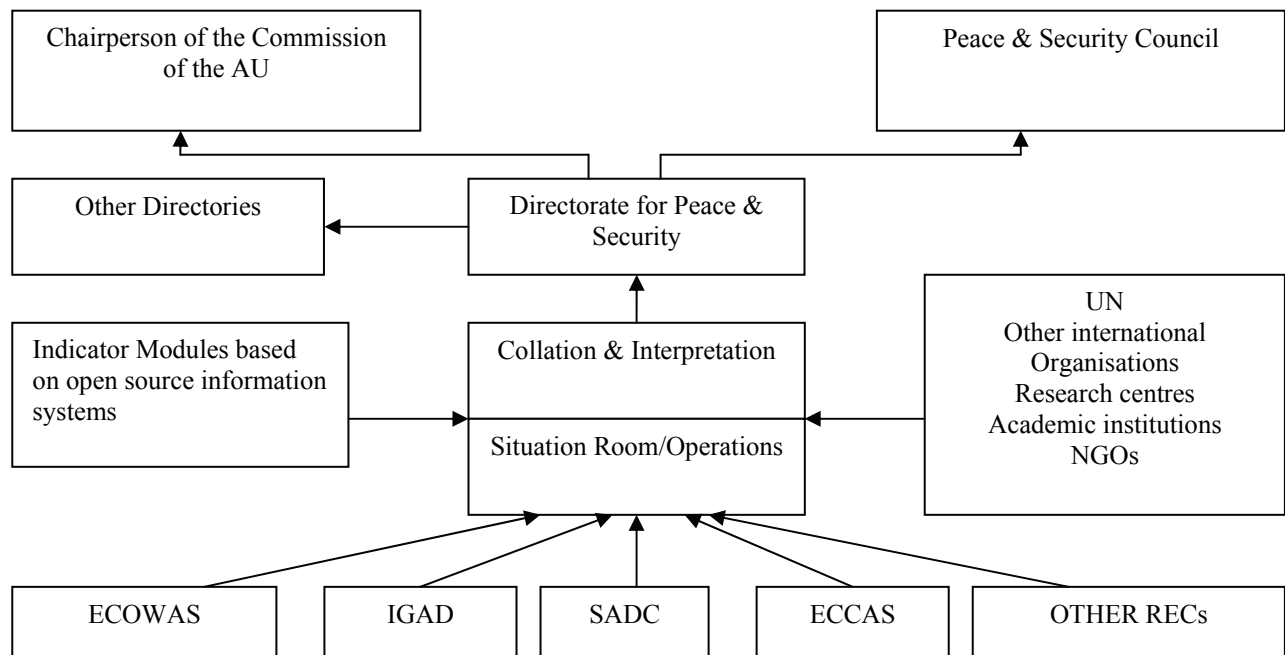 Chairperson of the Commission
of the AU
Peace & Security Council
Other Directories
Directorate for Peace &
Security
Indicator Modules based
on open source information
systems
Collation & Interpretation
Situation Room/Operations
UN
Other international
Organisations
Research centres
Academic institutions
NGOs
ECOWAS
IGAD
SADC
ECCAS
OTHER RECs